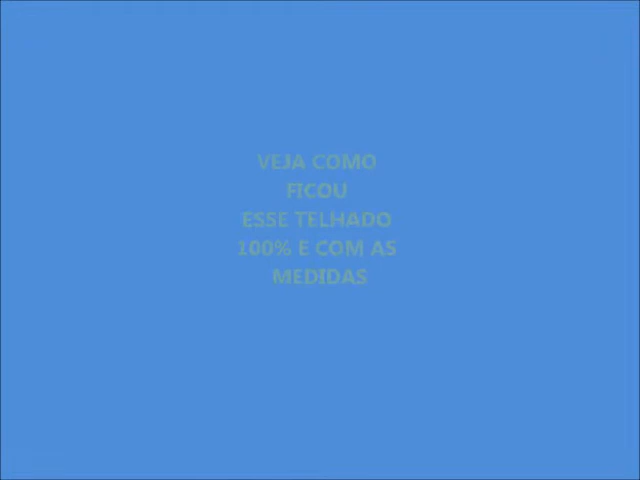 VEJA COMO
FICOU
ESSE TELHADO
100% E COM AS
MEDIDAS